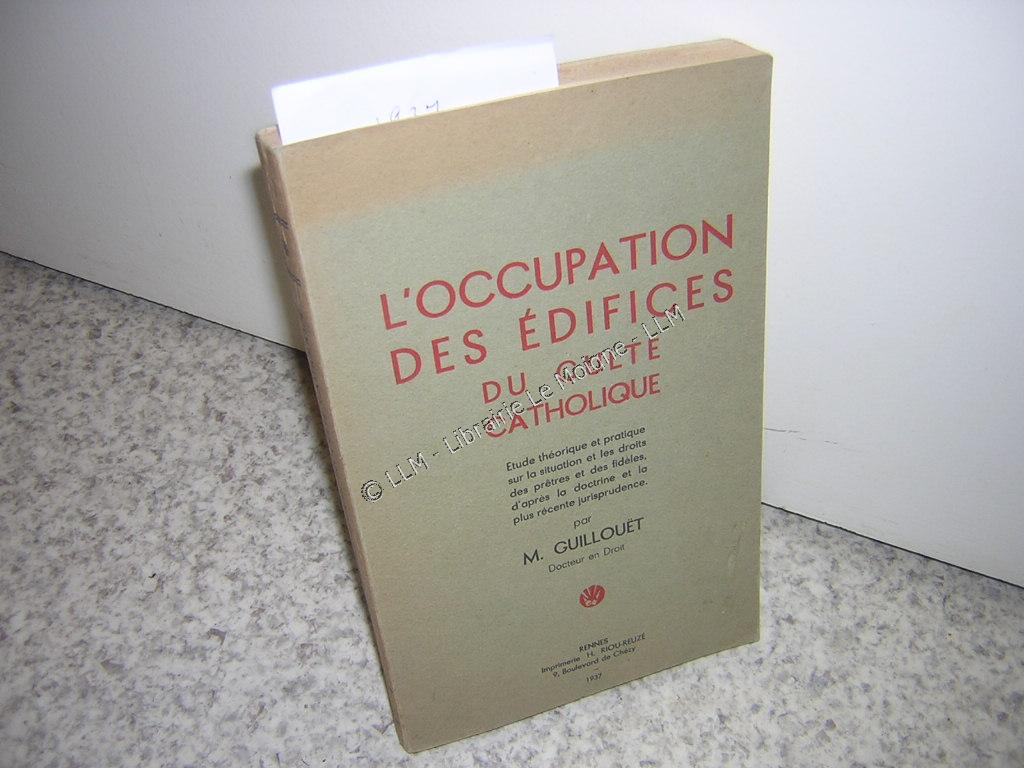 L'OCCUPATION
DES ÉDIFICES
DU CULTE
CATHOLIQUE
Etude théorique et pratique
sur la situation et les droits
des prêtres et des fidèles,
d'après la doctrine et la
plus récente jurisprudence.
par
M. GUILLOUËT
Docteur en Droit
RENNES
Imprimerie H. RIOU-REUZÉ
9, Boulevard de Chézy
1937
© LLM - Librairie Le Moine - LLM